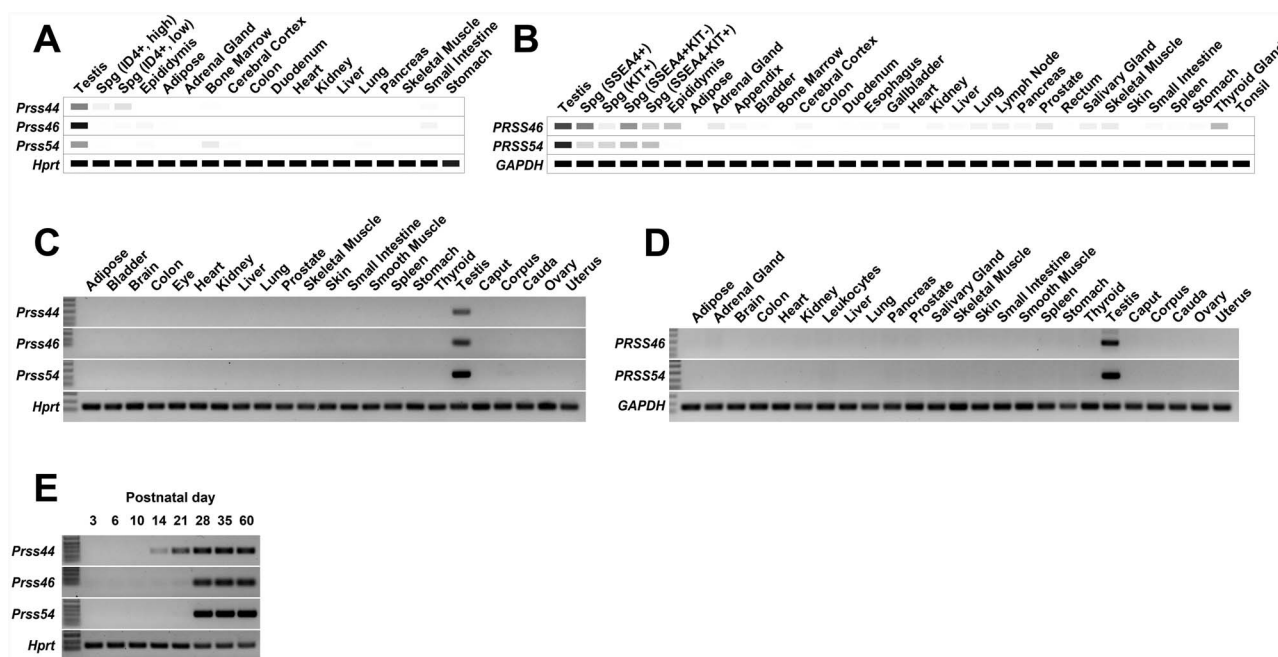 A
Testis
Spg (ID4+, high)
Spg (ID4+, low)
Epididymis
Adipose
Adrenal Gland
Bone Marrow
Cerebral Cortex
Colon
Duodenum
Heart
Kidney
Liver
Lung
Pancreas
Skeletal Muscle
Small Intestine
Stomach
Prss44
Prss46
Prss54
Hprt
B
Testis
Spg (SSEA4+)
Spg (KIT+)
Spg (SSEA4+KIT-)
Spg (SSEA4-KIT+)
Epididymis
Adipose
Adrenal Gland
Appendix
Bladder
Bone Marrow
Cerebral Cortex
Colon
Duodenum
Esophagus
Gallbladder
Heart
Kidney
Liver
Lung
Lymph Node
Pancreas
Prostate
Rectum
Salivary Gland
Skeletal Muscle
Skin
Small Intestine
Spleen
Stomach
Thyroid Gland
Tonsil
PRSS46
PRSS54
GAPDH
C
Adipose
Bladder
Brain
Colon
Eye
Heart
Kidney
Liver
Lung
Prostate
Skeletal Muscle
Skin
Small Intestine
Smooth Muscle
Spleen
Stomach
Thyroid
Testis
Caput
Corpus
Cauda
Ovary
Uterus
Prss44
Prss46
Prss54
Hprt
D
Adipose
Adrenal Gland
Brain
Colon
Heart
Kidney
Leukocytes
Liver
Lung
Pancreas
Prostate
Salivary Gland
Skeletal Muscle
Skin
Small Intestine
Smooth Muscle
Spleen
Stomach
Thyroid
Testis
Caput
Corpus
Cauda
Ovary
Uterus
PRSS46
PRSS54
GAPDH
E
Postnatal day
3 6 10 14 21 28 35 60
Prss44
Prss46
Prss54
Hprt